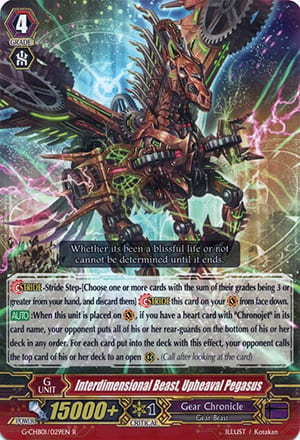 4
GRADE
Whether its been a blissful life or not
cannot be determined until it ends.
STRIDE -Stride Step-[Choose one or more cards with the sum of their grades being 3 or
greater from your hand, and discard them] STRIDE this card on your from face down.
AUTO:When this unit is placed on , if you have a heart card with "Chronojet" in its
card name, your opponent puts all of his or her rear-guards on the bottom of his or her
deck in any order. For each card put into the deck with this effect, your opponent calls
the top card of his or her deck to an open . (Call after looking at the card)
G
UNIT
Interdimensional Beast, Upheaval Pegasus
POWER
15000+
1
CRITICAL
Gear Chronicle
Gear Beast
G-CHB01/029EN R
ILLUST / Kotakan